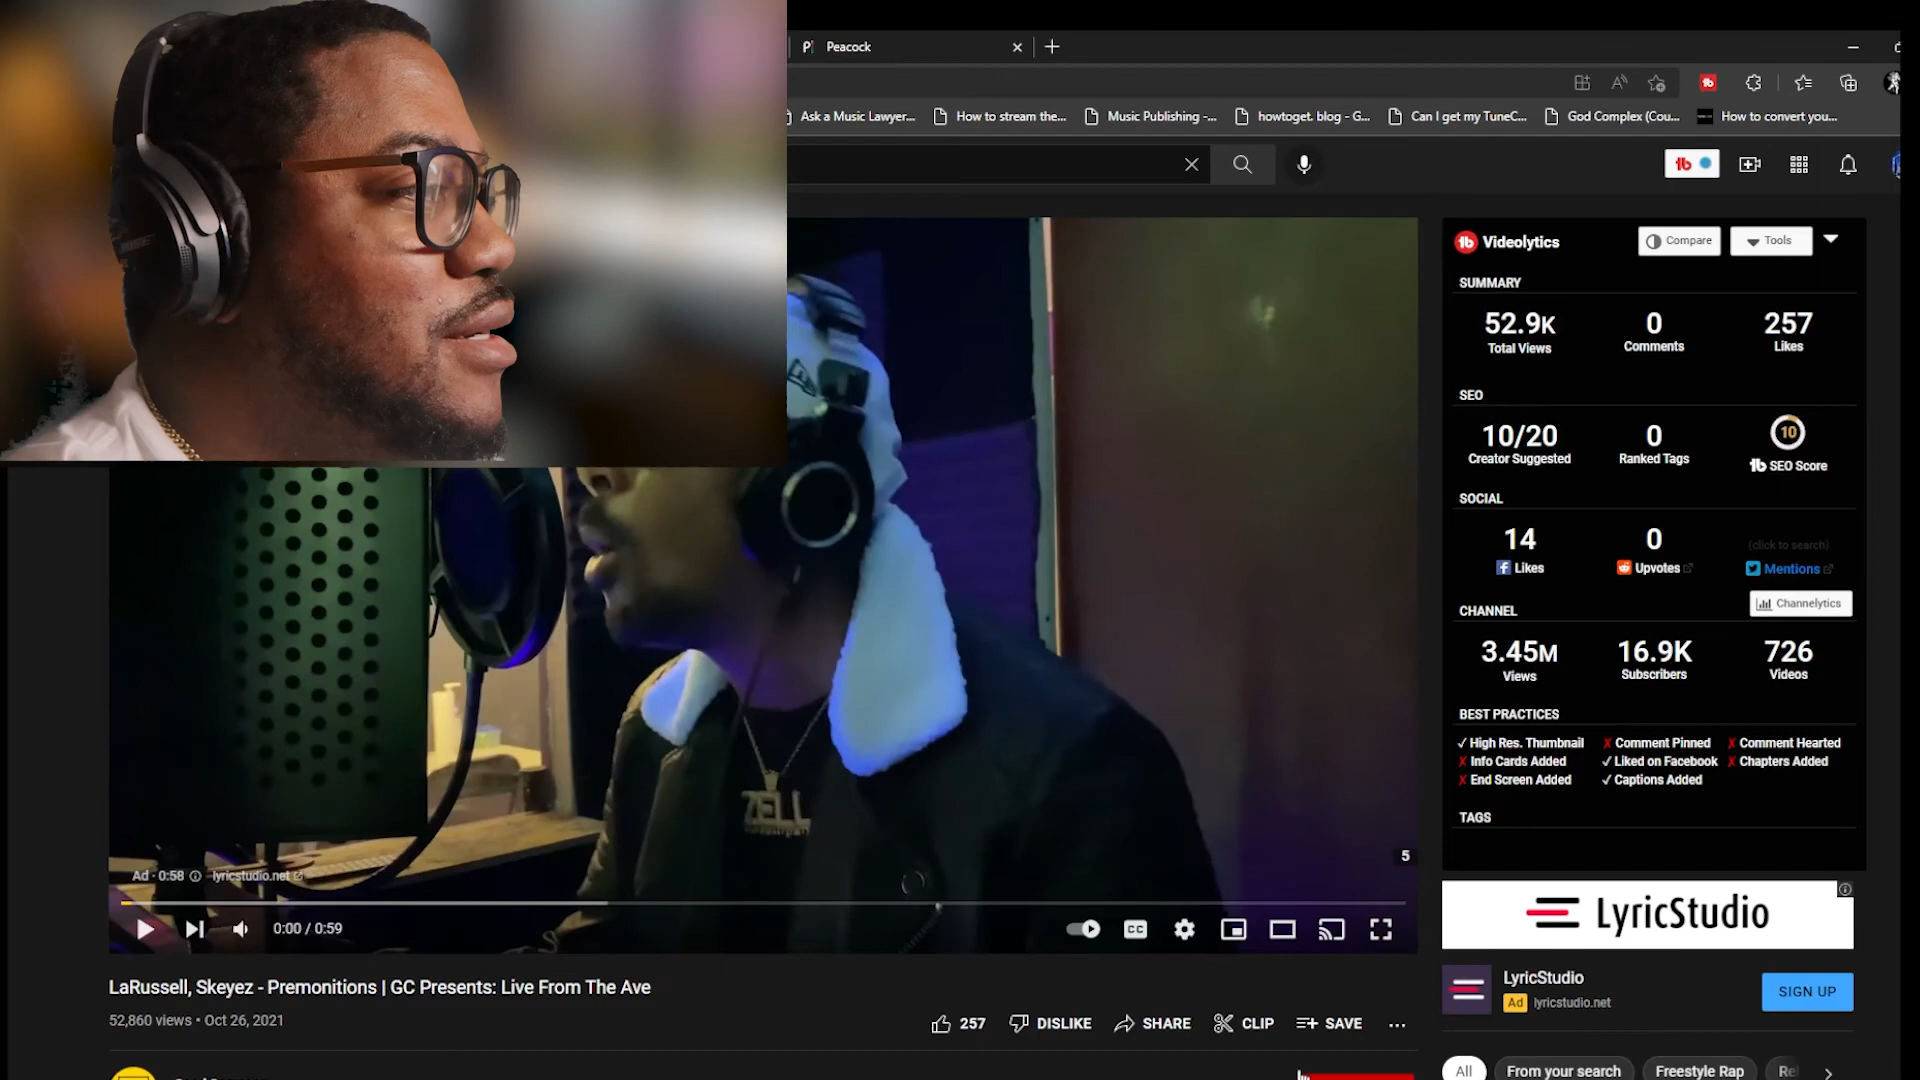 Peacock
Ask a Music Lawyer...
How to stream the...
Music Publishing -...
howtoget. blog - G...
Can I get my TuneC...
God Complex (Cou...
How to convert you...
Videolytics
Compare
Tools
SUMMARY
52.9K
Total Views
0
Comments
257
Likes
SEO
10/20
Creator Suggested
0
Ranked Tags
10
SEO Score
SOCIAL
14
Likes
0
Upvotes
(click to search)
Mentions
CHANNEL
Channelytics
3.45M
Views
16.9K
Subscribers
726
Videos
BEST PRACTICES
✓ High Res. Thumbnail
✗ Comment Pinned
✗ Comment Hearted
✗ Info Cards Added
✓ Liked on Facebook
✗ Chapters Added
✗ End Screen Added
✓ Captions Added
TAGS
ZELL
5
Ad · 0:58
lyricstudio.net
0:00 / 0:59
CC
LaRussell, Skeyez - Premonitions | GC Presents: Live From The Ave
52,860 views • Oct 26, 2021
257
DISLIKE
SHARE
CLIP
SAVE
LyricStudio
LyricStudio
Ad lyricstudio.net
SIGN UP
All
From your search
Freestyle Rap